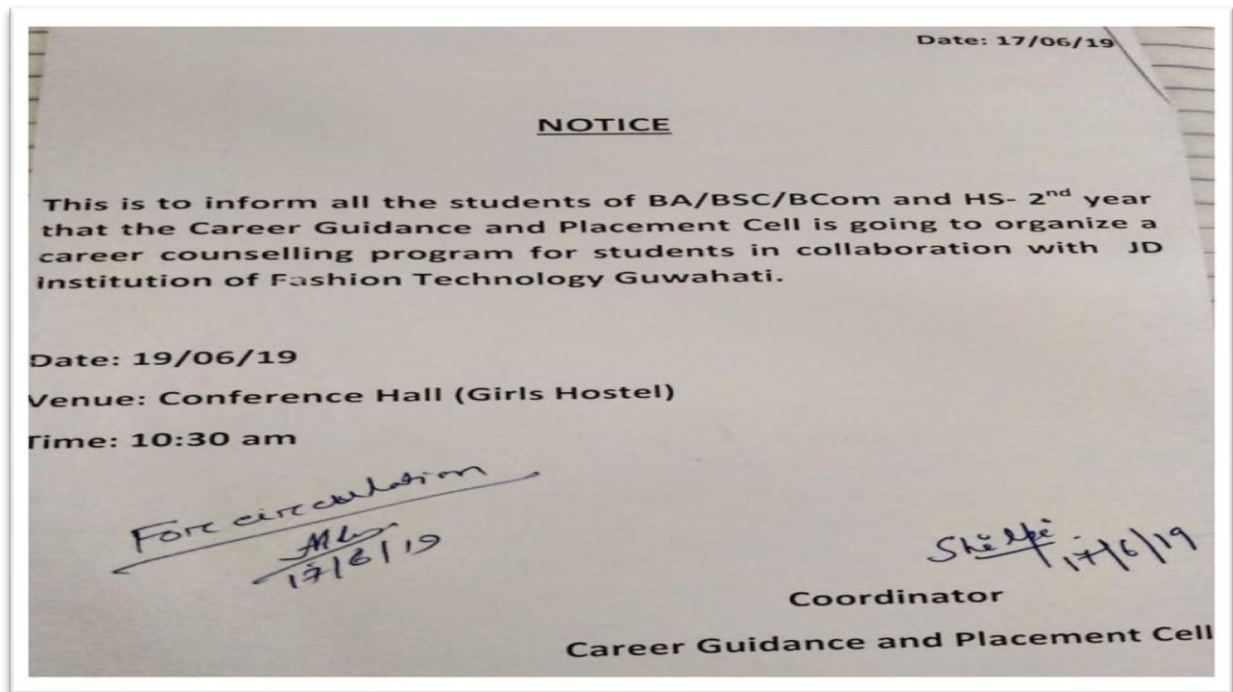 Date: 17/06/19
NOTICE
This is to inform all the students of BA/BSC/BCom and HS- 2nd year
that the Career Guidance and Placement Cell is going to organize a
career counselling program for students in collaboration with JD
institution of Fashion Technology Guwahati.
Date: 19/06/19
Venue: Conference Hall (Girls Hostel)
Time: 10:30 am
For circulation
17/6/19
17/6/19
Coordinator
Career Guidance and Placement Cell